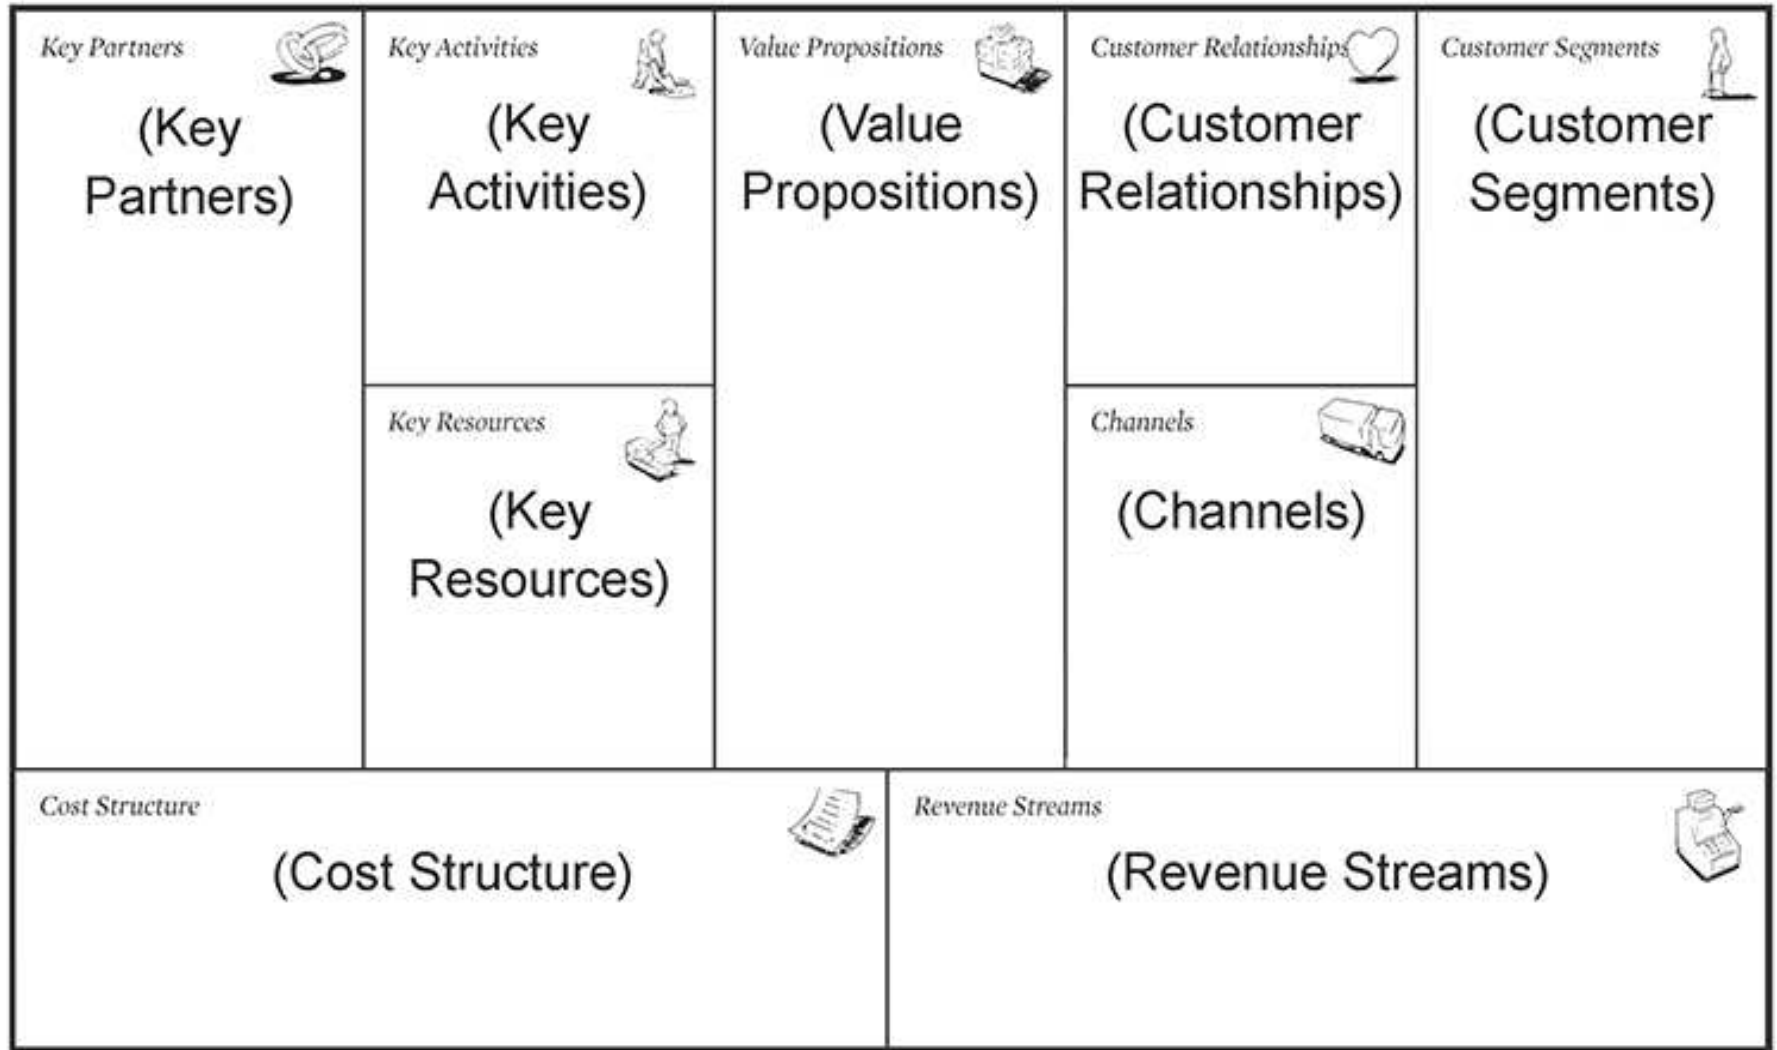 Key Partners
(Key
Partners)
Key Activities
(Key
Activities)
Key Resources
(Key
Resources)
Value Propositions
(Value
Propositions)
Customer Relationships
(Customer
Relationships)
Channels
(Channels)
Customer Segments
(Customer
Segments)
Cost Structure
(Cost Structure)
Revenue Streams
(Revenue Streams)